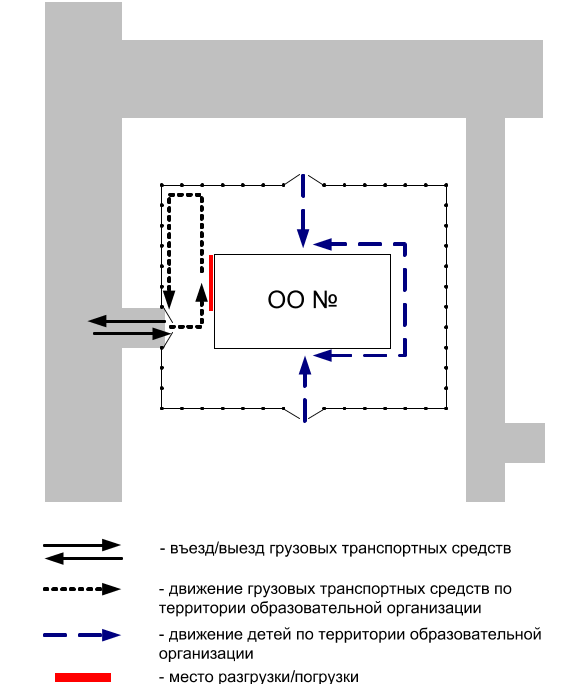 ОО №
- въезд/выезд грузовых транспортных средств
- движение грузовых транспортных средств по
территории образовательной организации
- движение детей по территории образовательной
организации
- место разгрузки/погрузки